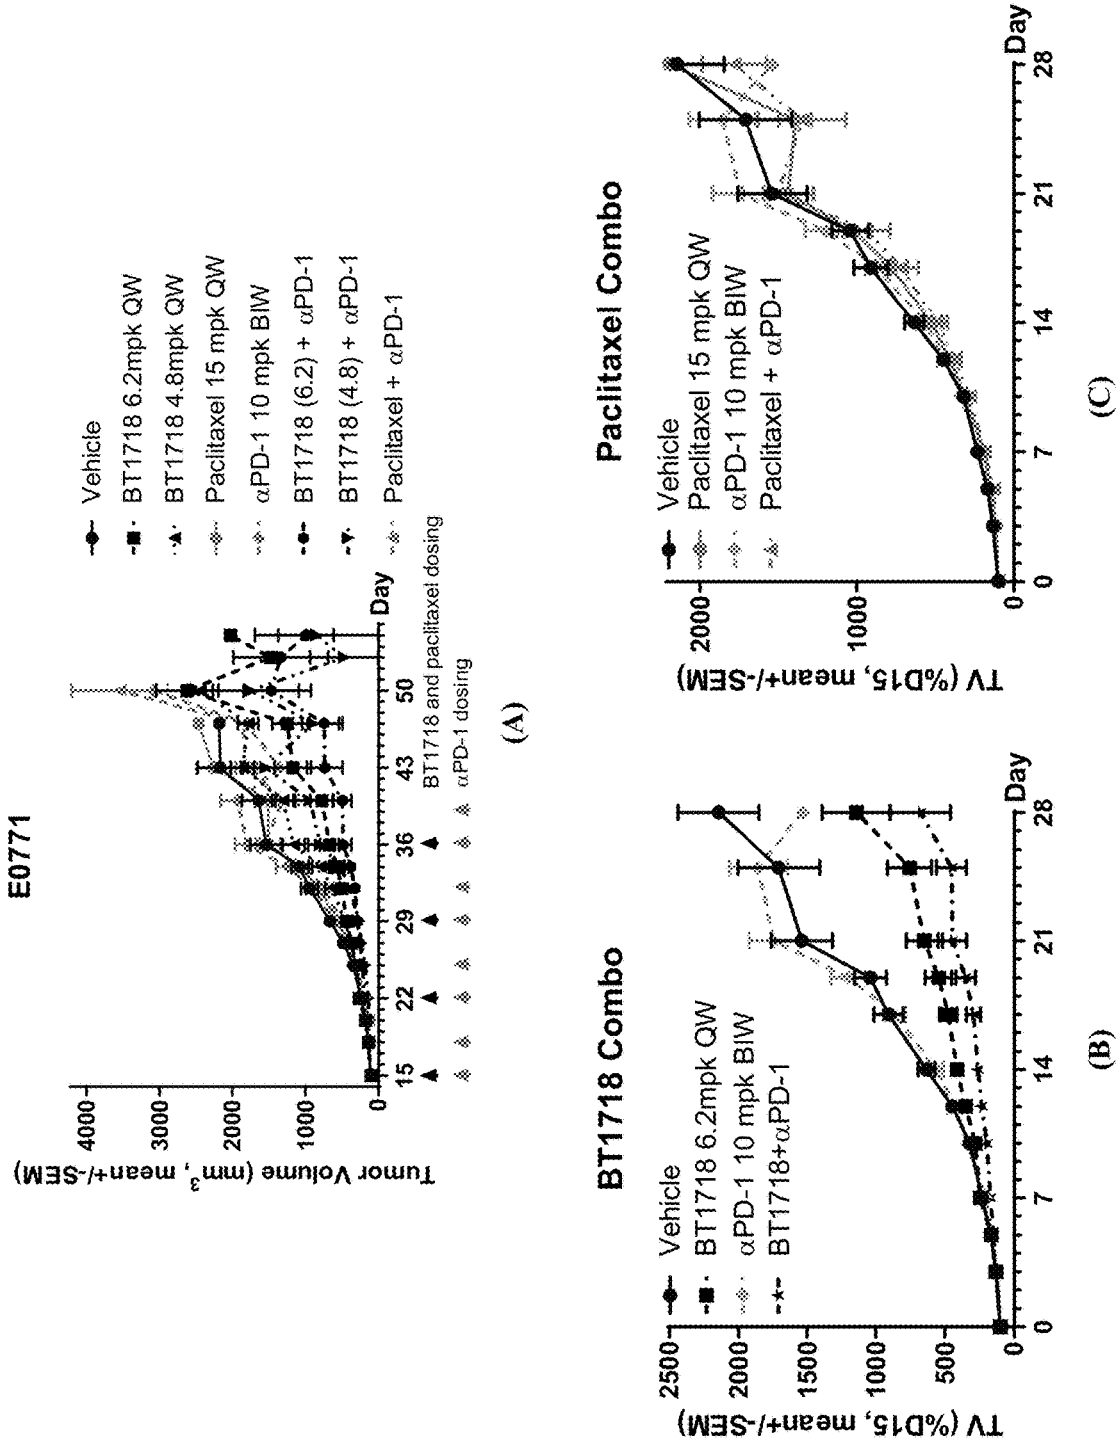 E0771
Tumor Volume (mm³, mean+/-SEM)
4000
3000
2000
1000
0
15
22
29
36
43
50
Day
BT1718 and paclitaxel dosing
αPD-1 dosing
Vehicle
BT1718 6.2mpk QW
BT1718 4.8mpk QW
Paclitaxel 15 mpk QW
αPD-1 10 mpk BIW
BT1718 (6.2) + αPD-1
BT1718 (4.8) + αPD-1
Paclitaxel + αPD-1
(A)
BT1718 Combo
TV (%D15, mean+/-SEM)
2500
2000
1500
1000
500
0
Vehicle
BT1718 6.2mpk QW
αPD-1 10 mpk BIW
BT1718+αPD-1
0
7
14
21
28
Day
(B)
Paclitaxel Combo
TV (%D15, mean+/-SEM)
2000
1000
0
Vehicle
Paclitaxel 15 mpk QW
αPD-1 10 mpk BIW
Paclitaxel + αPD-1
0
7
14
21
28
Day
(C)